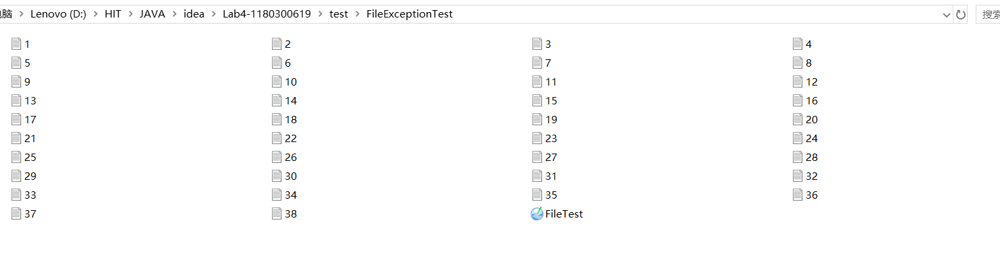 电脑 > Lenovo (D:) > HIT > JAVA > idea > Lab4-1180300619 > test > FileExceptionTest 搜索
1 2 3 4
5 6 7 8
9 10 11 12
13 14 15 16
17 18 19 20
21 22 23 24
25 26 27 28
29 30 31 32
33 34 35 36
37 38 FileTest